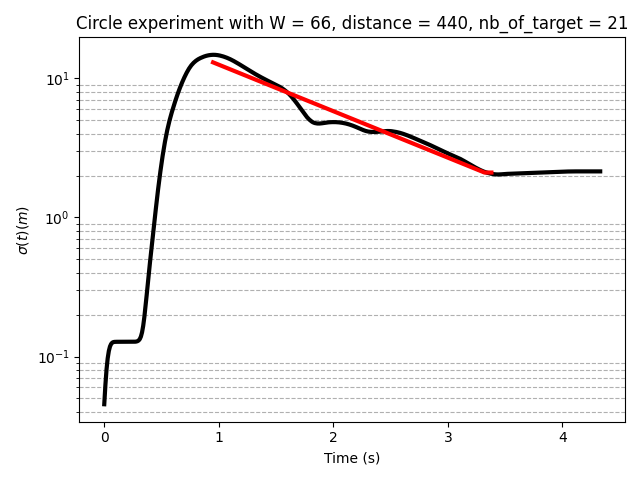 Circle experiment with W = 66, distance = 440, nb_of_target = 21
10¹
10⁰
10⁻¹
σ(t)(m)
0 1 2 3 4
Time (s)